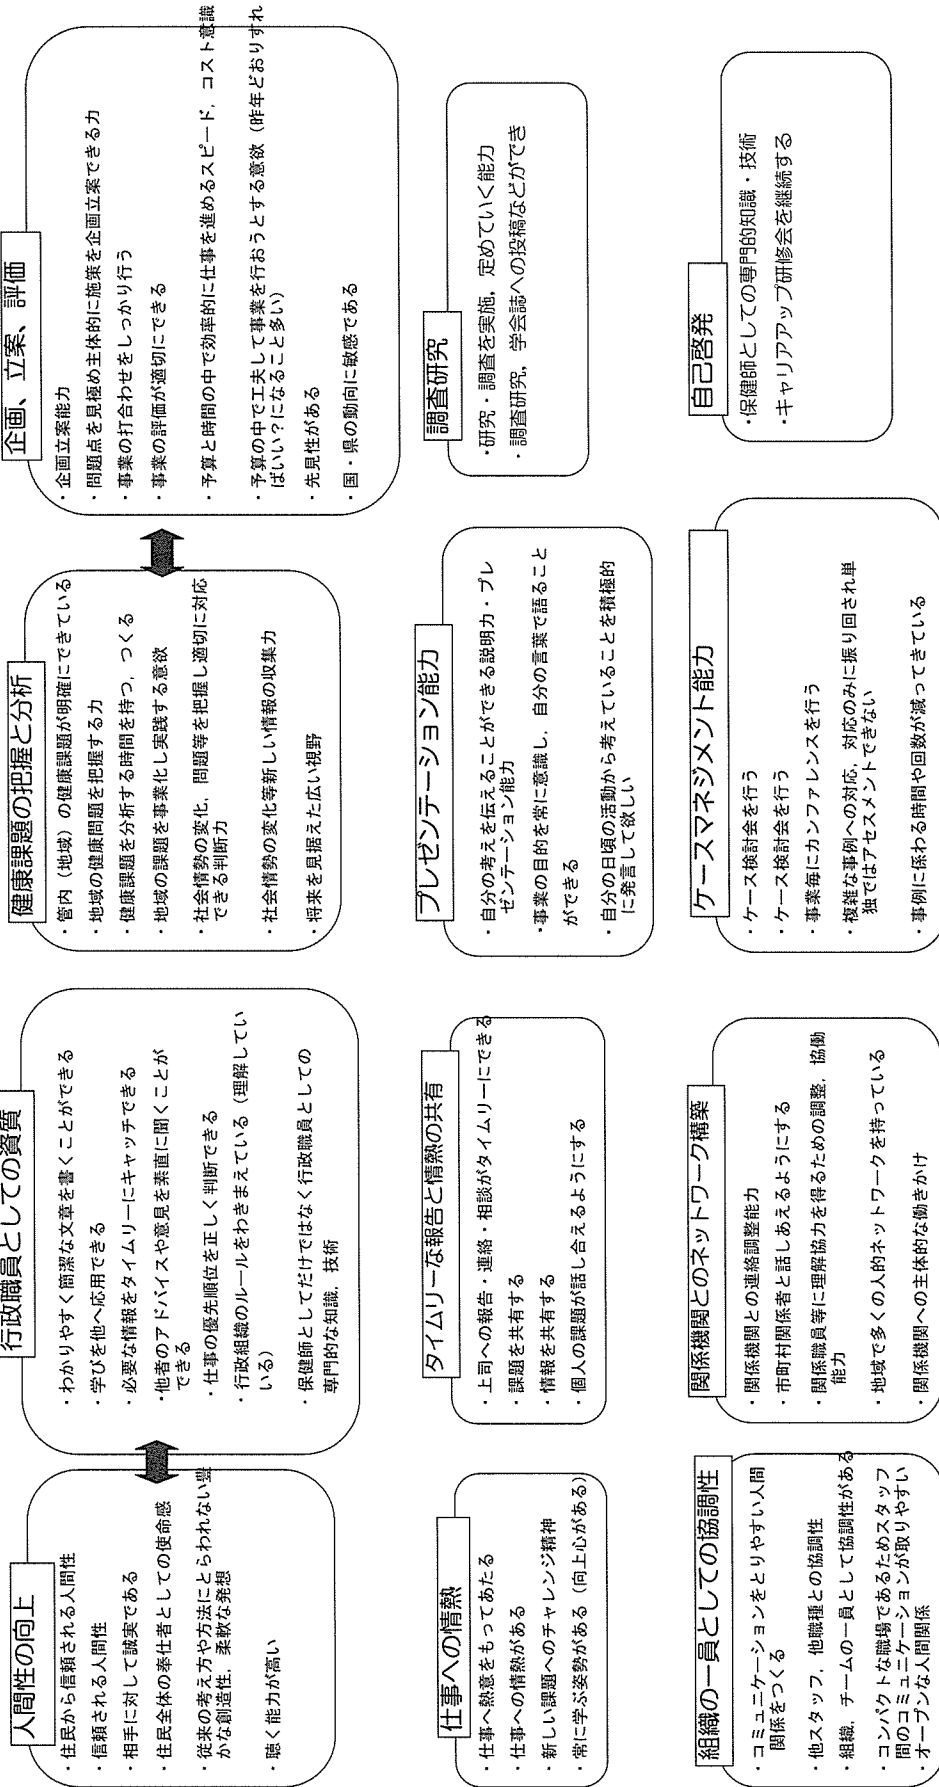 人間性の向上
・住民から信頼される人間性
・信頼される人間性
・相手に対して誠実である
・住民全体の奉仕者としての使命感
・従来の考え方や方法にとらわれない豊
かな創造性，柔軟な発想
・聴く能力が高い
行政職員としての資質
・わかりやすく簡潔な文章を書くことができる
・学びを他へ応用できる
・必要な情報をタイムリーにキャッチできる
・他者のアドバイスや意見を素直に聞くことが
できる
・仕事の優先順位を正しく判断できる
・行政組織のルールをわきまえている（理解してい
いる）
・保健師としてだけではなく行政職員としての
専門的な知識，技術
健康課題の把握と分析
・管内（地域）の健康課題が明確にできている
・地域の健康問題を把握する力
・健康課題を分析する時間を持つ，つくる
・地域の課題を事業化し実践する意欲
・社会情勢の変化，問題等を把握し適切に対応
できる判断力
・社会情勢の変化等新しい情報の収集力
・将来を見据えた広い視野
企画、立案、評価
・企画立案能力
・問題点を見極め主体的に施策を企画立案できる力
・事業の打合わせをしっかり行う
・事業の評価が適切にできる
・予算と時間の中で効率的に仕事を進めるスピード，コスト意識
・予算の中で工夫して事業を行おうとする意欲（昨年どおりすれ
ばいい？になること多い）
・先見性がある
・国・県の動向に敏感である
仕事への情熱
・仕事へ熱意をもってあたる
・仕事への情熱がある
・新しい課題へのチャレンジ精神
・常に学ぶ姿勢がある（向上心がある）
タイムリーな報告と情熱の共有
・上司への報告・連絡・相談がタイムリーにできる
・課題を共有する
・情報を共有する
・個人の課題が話し合えるようにする
プレゼンテーション能力
・自分の考えを伝えることができる説明力・プレ
ゼンテーション能力
・事業の目的を常に意識し，自分の言葉で語ること
ができる
・自分の日頃の活動から考えていることを積極的
に発言して欲しい
調査研究
・研究・調査を実施，定めていく能力
・調査研究，学会誌への投稿などができ
組織の一員としての協調性
・コミュニケーションをとりやすい人間
関係をつくる
・他スタッフ，他職種との協調性
・組織，チームの一員として協調性がある
・コンパクトな職場であるためスタッフ
間のコミュニケーションが取りやすい
オープンな人間関係
関係機関とのネットワーク構築
・関係機関との連絡調整能力
・市町村関係者と話しあえるようにする
・関係職員等に理解協力を得るための調整，協働
能力
・地域で多くの人的ネットワークを持っている
・関係機関への主体的な働きかけ
ケースマネジメント能力
・ケース検討会を行う
・ケース検討会を行う
・事業毎にカンファレンスを行う
・複雑な事例への対応，対応のみに振り回され単
独ではアセスメントできない
・事例に係わる時間や回数が減ってきている
自己啓発
・保健師としての専門的知識・技術
・キャリアアップ研修会を継続する